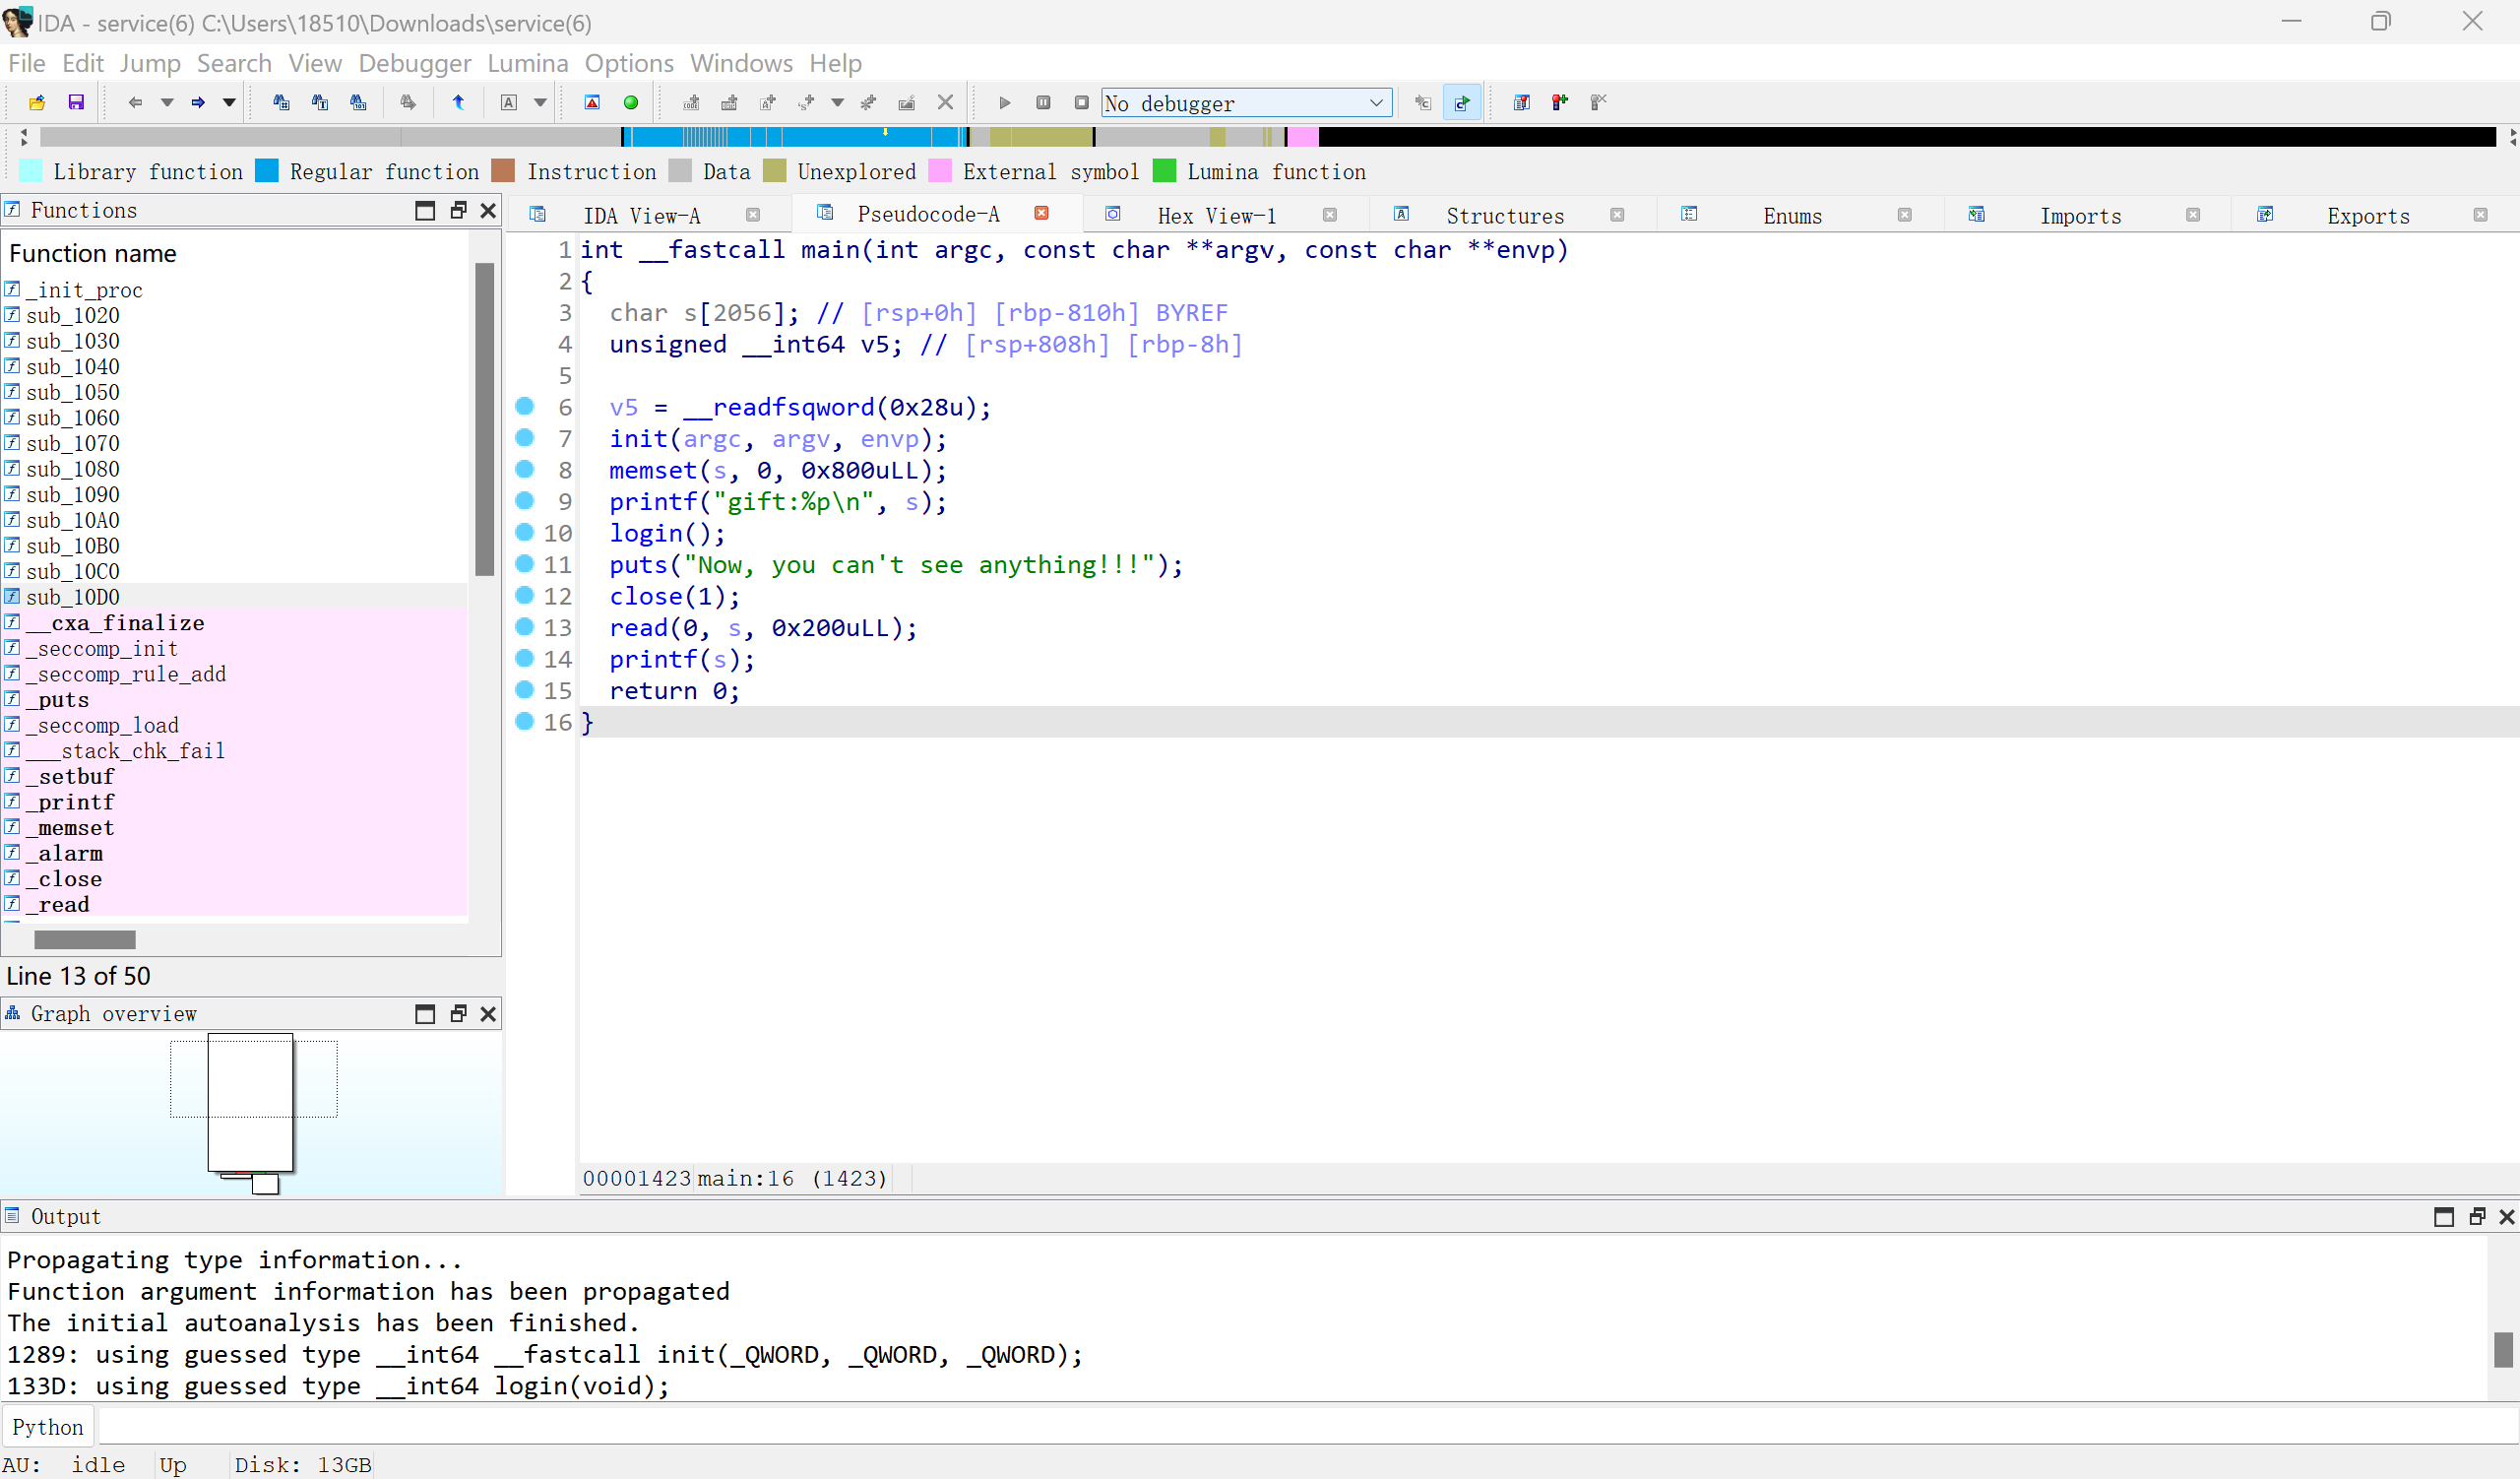 IDA - service(6) C:\Users\18510\Downloads\service(6)
File Edit Jump Search View Debugger Lumina Options Windows Help
No debugger
Library function Regular function Instruction Data Unexplored External symbol Lumina function
Functions
IDA View-A Pseudocode-A Hex View-1 Structures Enums Imports Exports
Function name
_init_proc
sub_1020
sub_1030
sub_1040
sub_1050
sub_1060
sub_1070
sub_1080
sub_1090
sub_10A0
sub_10B0
sub_10C0
sub_10D0
__cxa_finalize
_seccomp_init
_seccomp_rule_add
_puts
_seccomp_load
___stack_chk_fail
_setbuf
_printf
_memset
_alarm
_close
_read
Line 13 of 50
Graph overview
1 int __fastcall main(int argc, const char **argv, const char **envp)
2 {
3 char s[2056]; // [rsp+0h] [rbp-810h] BYREF
4 unsigned __int64 v5; // [rsp+808h] [rbp-8h]
5
6 v5 = __readfsqword(0x28u);
7 init(argc, argv, envp);
8 memset(s, 0, 0x800uLL);
9 printf("gift:%p\n", s);
10 login();
11 puts("Now, you can't see anything!!!");
12 close(1);
13 read(0, s, 0x200uLL);
14 printf(s);
15 return 0;
16 }
00001423 main:16 (1423)
Output
Propagating type information...
Function argument information has been propagated
The initial autoanalysis has been finished.
1289: using guessed type __int64 __fastcall init(_QWORD, _QWORD, _QWORD);
133D: using guessed type __int64 login(void);
Python
AU: idle Up Disk: 13GB